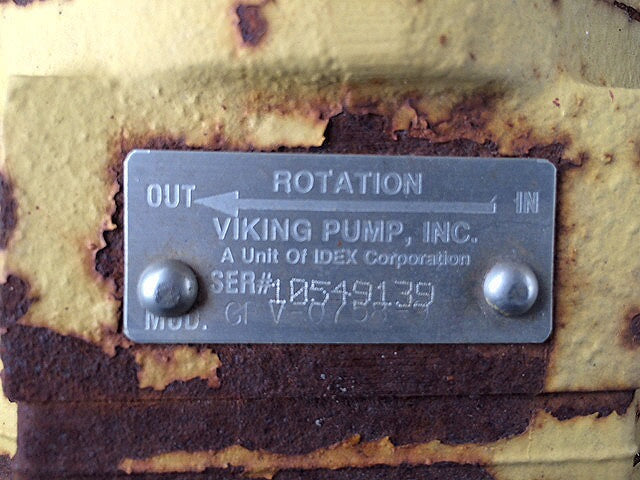 ROTATION
OUT IN
VIKING PUMP, INC.
A Unit Of IDEX Corporation
SER# 10549139
MOD.